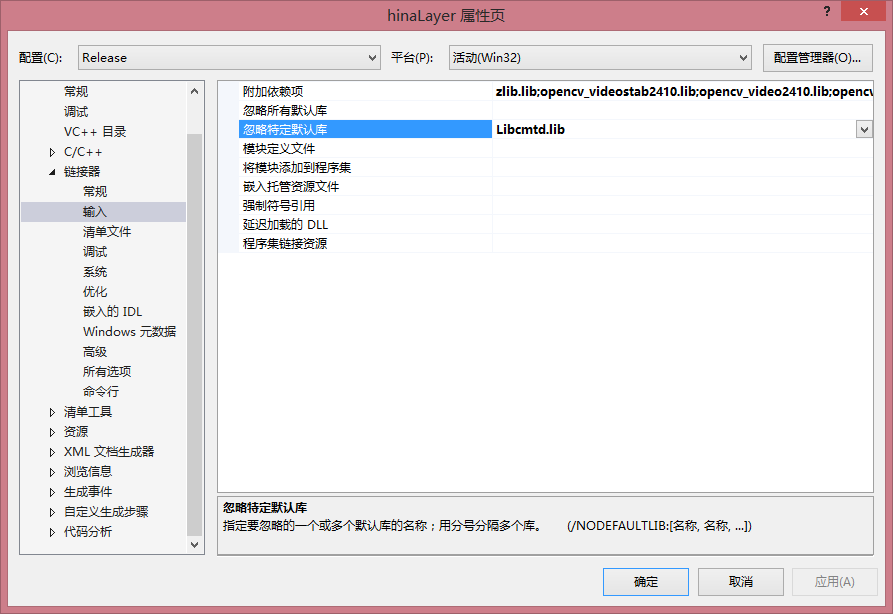 hinaLayer 属性页
?
配置(C): Release 平台(P): 活动(Win32) 配置管理器(O)...
常规
调试
VC++ 目录
C/C++
链接器
常规
输入
清单文件
调试
系统
优化
嵌入的 IDL
Windows 元数据
高级
所有选项
命令行
清单工具
资源
XML 文档生成器
浏览信息
生成事件
自定义生成步骤
代码分析
附加依赖项 zlib.lib;opencv_videostab2410.lib;opencv_video2410.lib;opencv
忽略所有默认库
忽略特定默认库 Libcmtd.lib
模块定义文件
将模块添加到程序集
嵌入托管资源文件
强制符号引用
延迟加载的 DLL
程序集链接资源
忽略特定默认库
指定要忽略的一个或多个默认库的名称；用分号分隔多个库。 (/NODEFAULTLIB:[名称, 名称, ...])
确定 取消 应用(A)